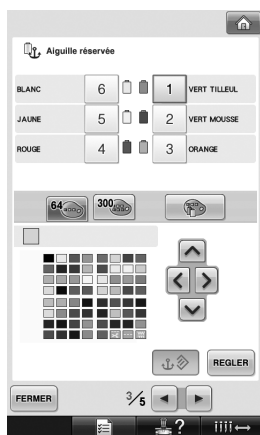 Aiguille réservée
BLANC 6 1 VERT TILLEUL
JAUNE 5 2 VERT MOUSSE
ROUGE 4 3 ORANGE
64 300
REGLER
FERMER 3/5
?